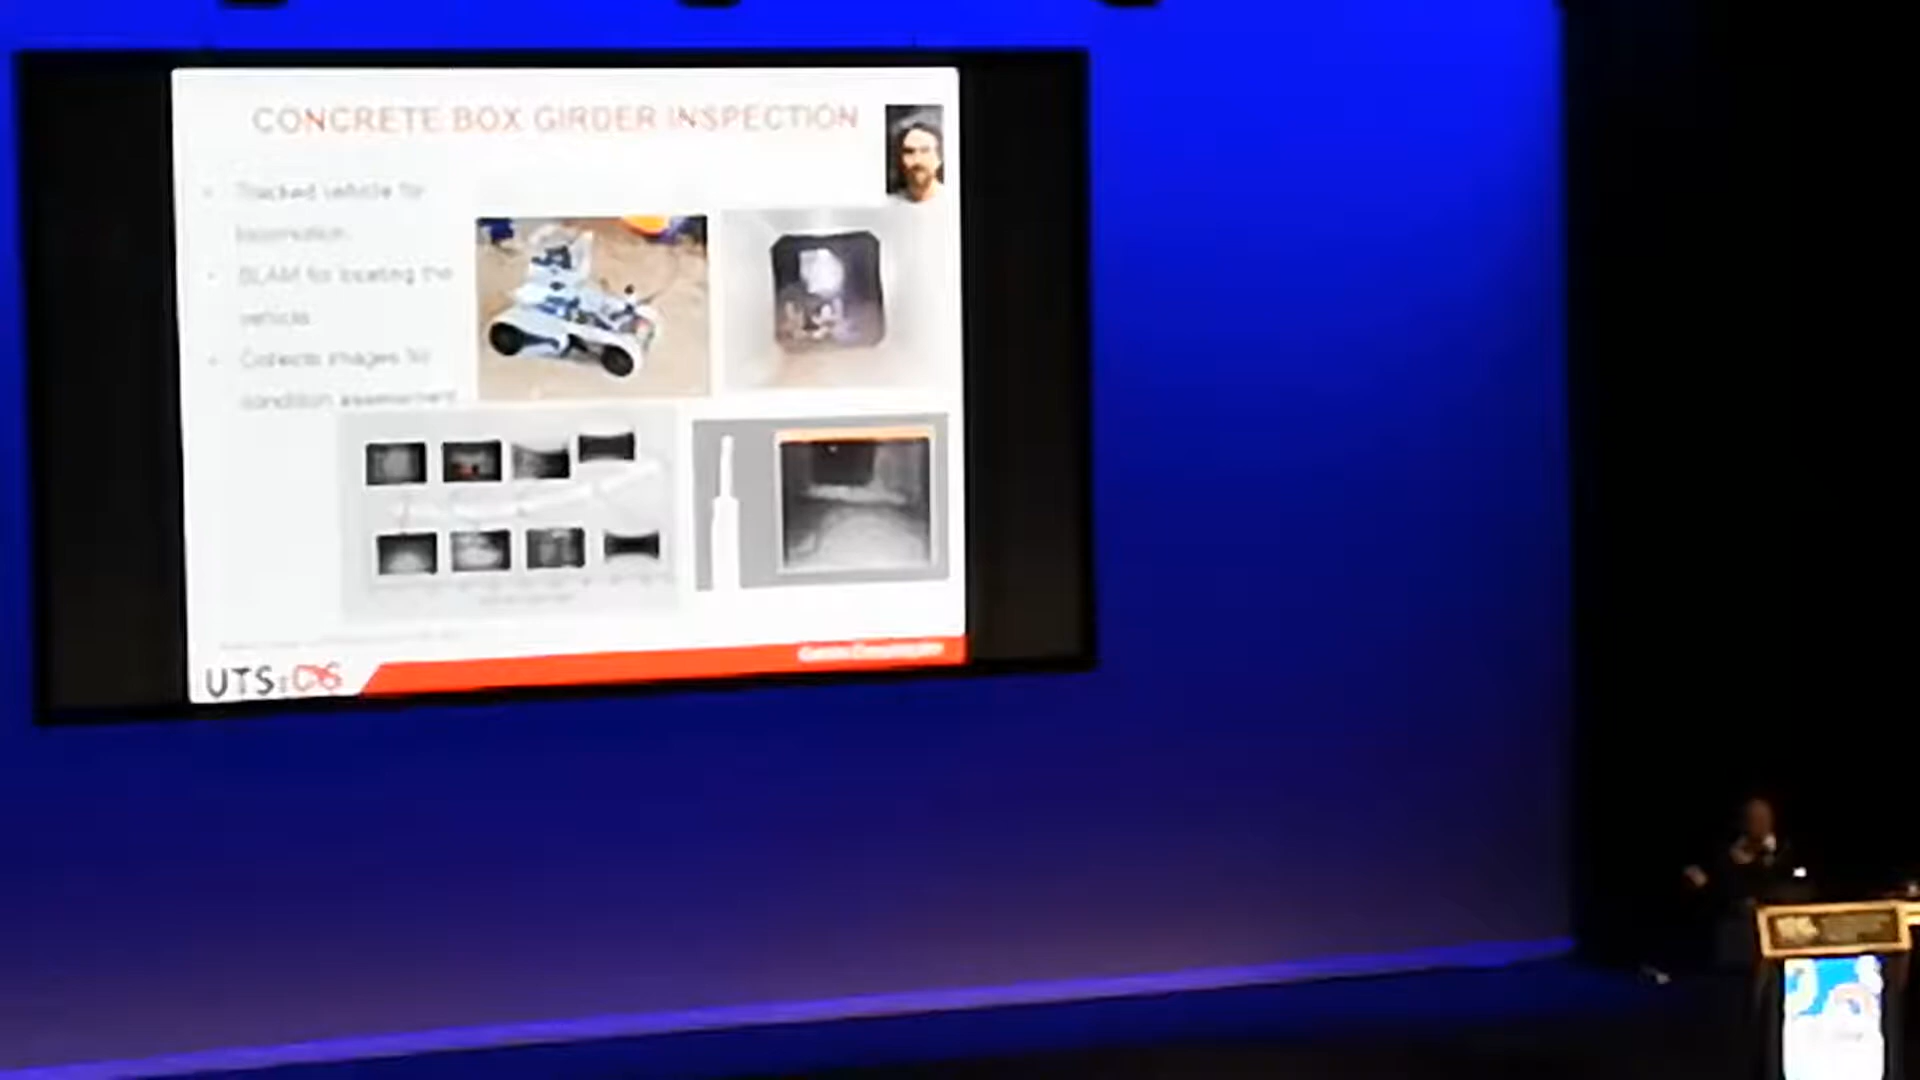 CONCRETE BOX GIRDER INSPECTION
• Tracked vehicle for
locomotion.
• SLAM for locating the
vehicle.
• Collects images for
condition assessment
UTS:CAS